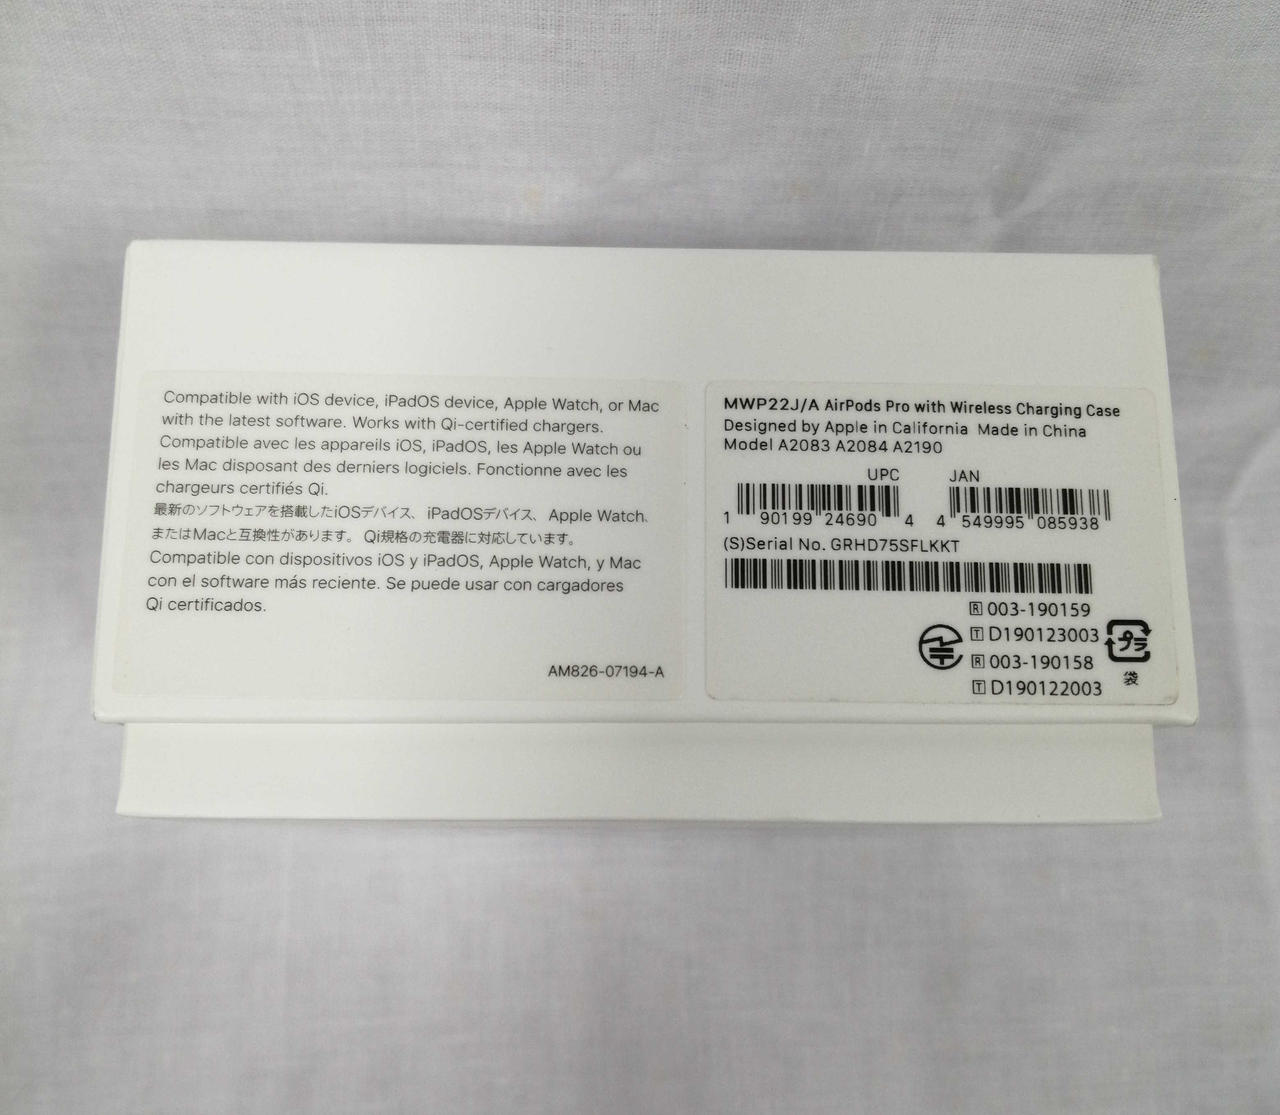 Compatible with iOS device, iPadOS device, Apple Watch, or Mac
with the latest software. Works with Qi-certified chargers.
Compatible avec les appareils iOS, iPadOS, les Apple Watch ou
les Mac disposant des derniers logiciels. Fonctionne avec les
chargeurs certifiés Qi.
最新のソフトウェアを搭載したiOSデバイス、iPadOSデバイス、Apple Watch、
またはMacと互換性があります。Qi規格の充電器に対応しています。
Compatible con dispositivos iOS y iPadOS, Apple Watch, y Mac
con el software más reciente. Se puede usar con cargadores
Qi certificados.
AM826-07194-A
MWP22J/A AirPods Pro with Wireless Charging Case
Designed by Apple in California Made in China
Model A2083 A2084 A2190
UPC JAN
1 90199 24690 4 4 549995 085938
(S)Serial No. GRHD75SFLKKT
R 003-190159
T D190123003
R 003-190158
T D190122003
プラ
袋